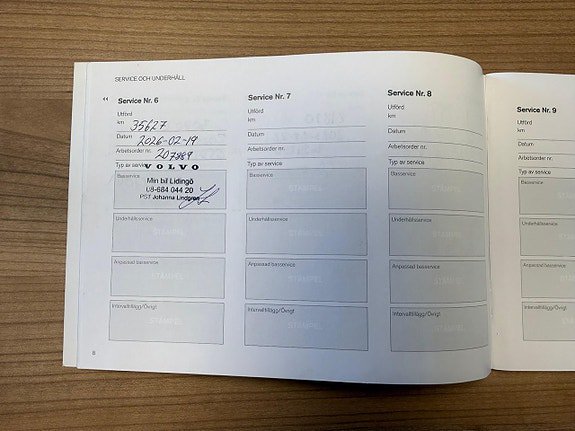 SERVICE OCH UNDERHÅLL
◂◂ Service Nr. 6
Utförd
km 35627
Datum 2026-02-19
Arbetsorder nr. 207889
Typ av service
VOLVO
Basservice
Min bil Lidingö
08-684 044 20
PST Johanna Lindgren
Underhållsservice
STÄMPEL
Anpassad basservice
STÄMPEL
Intervalltillägg/Övrigt
STÄMPEL
Service Nr. 7
Utförd
km
Datum
Arbetsorder nr.
Typ av service
Basservice
STÄMPEL
Underhållsservice
STÄMPEL
Anpassad basservice
STÄMPEL
Intervalltillägg/Övrigt
STÄMPEL
Service Nr. 8
Utförd
km
Datum
Arbetsorder nr.
Typ av service
Basservice
STÄMPEL
Underhållsservice
STÄMPEL
Anpassad basservice
STÄMPEL
Intervalltillägg/Övrigt
STÄMPEL
Service Nr. 9
Utförd
km
Datum
Arbetsorder nr.
Typ av service
Basservice
Underhållsservice
Anpassad basservice
Intervalltillägg/Övrigt
8